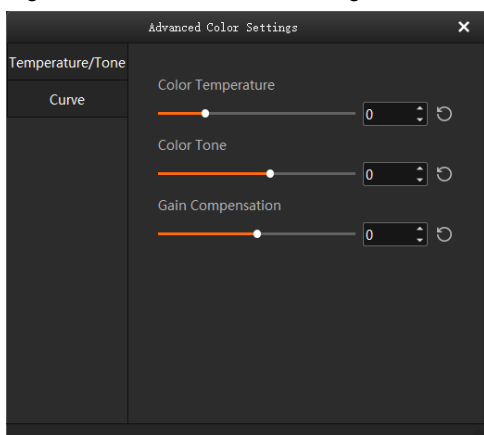 Advanced Color Settings
Temperature/Tone
Curve
Color Temperature
0
Color Tone
0
Gain Compensation
0